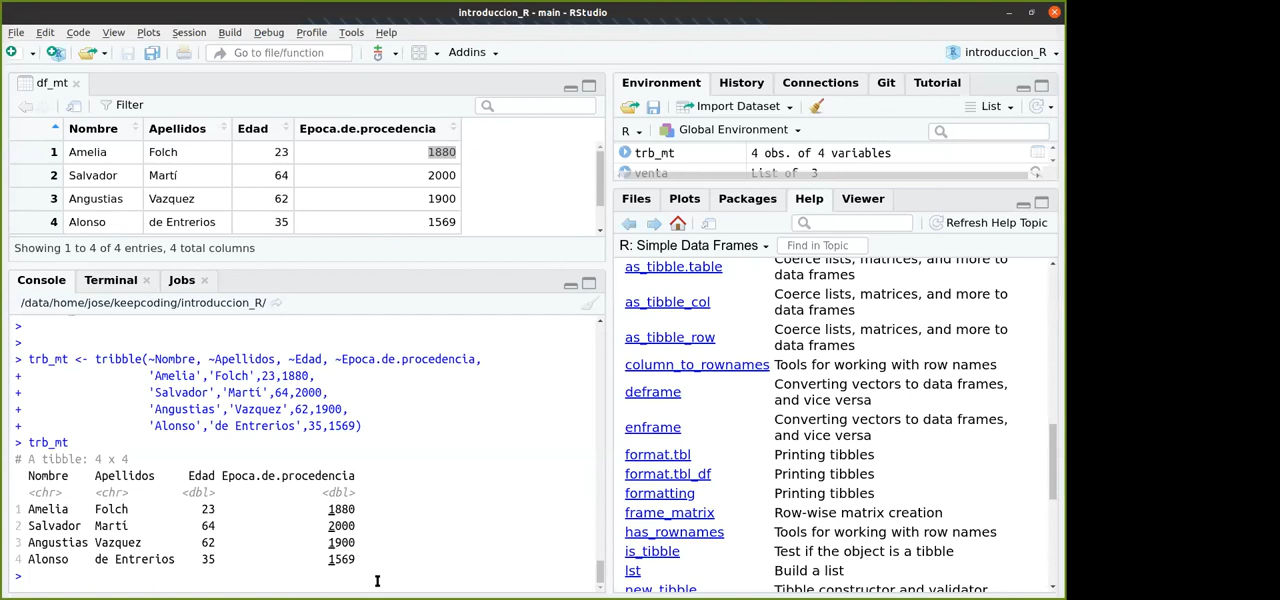 introduccion_R - main - RStudio
File Edit Code View Plots Session Build Debug Profile Tools Help
Go to file/function Addins introduccion_R
df_mt
Filter
Nombre Apellidos Edad Epoca.de.procedencia
1 Amelia Folch 23 1880
2 Salvador Martí 64 2000
3 Angustias Vazquez 62 1900
4 Alonso de Entrerios 35 1569
Showing 1 to 4 of 4 entries, 4 total columns
Console Terminal Jobs
/data/home/jose/keepcoding/introduccion_R/
>
>
> trb_mt <- tribble(~Nombre, ~Apellidos, ~Edad, ~Epoca.de.procedencia,
+ 'Amelia','Folch',23,1880,
+ 'Salvador','Martí',64,2000,
+ 'Angustias','Vazquez',62,1900,
+ 'Alonso','de Entrerios',35,1569)
> trb_mt
# A tibble: 4 x 4
Nombre Apellidos Edad Epoca.de.procedencia
<chr> <chr> <dbl> <dbl>
1 Amelia Folch 23 1880
2 Salvador Martí 64 2000
3 Angustias Vazquez 62 1900
4 Alonso de Entrerios 35 1569
>
Environment History Connections Git Tutorial
Import Dataset List
R Global Environment
trb_mt 4 obs. of 4 variables
venta List of 3
Files Plots Packages Help Viewer
Refresh Help Topic
R: Simple Data Frames Find in Topic
as_tibble.table Coerce lists, matrices, and more to
data frames
as_tibble_col Coerce lists, matrices, and more to
data frames
as_tibble_row Coerce lists, matrices, and more to
data frames
column_to_rownames Tools for working with row names
deframe Converting vectors to data frames,
and vice versa
enframe Converting vectors to data frames,
and vice versa
format.tbl Printing tibbles
format.tbl_df Printing tibbles
formatting Printing tibbles
frame_matrix Row-wise matrix creation
has_rownames Tools for working with row names
is_tibble Test if the object is a tibble
lst Build a list
new_tibble Tibble constructor and validator